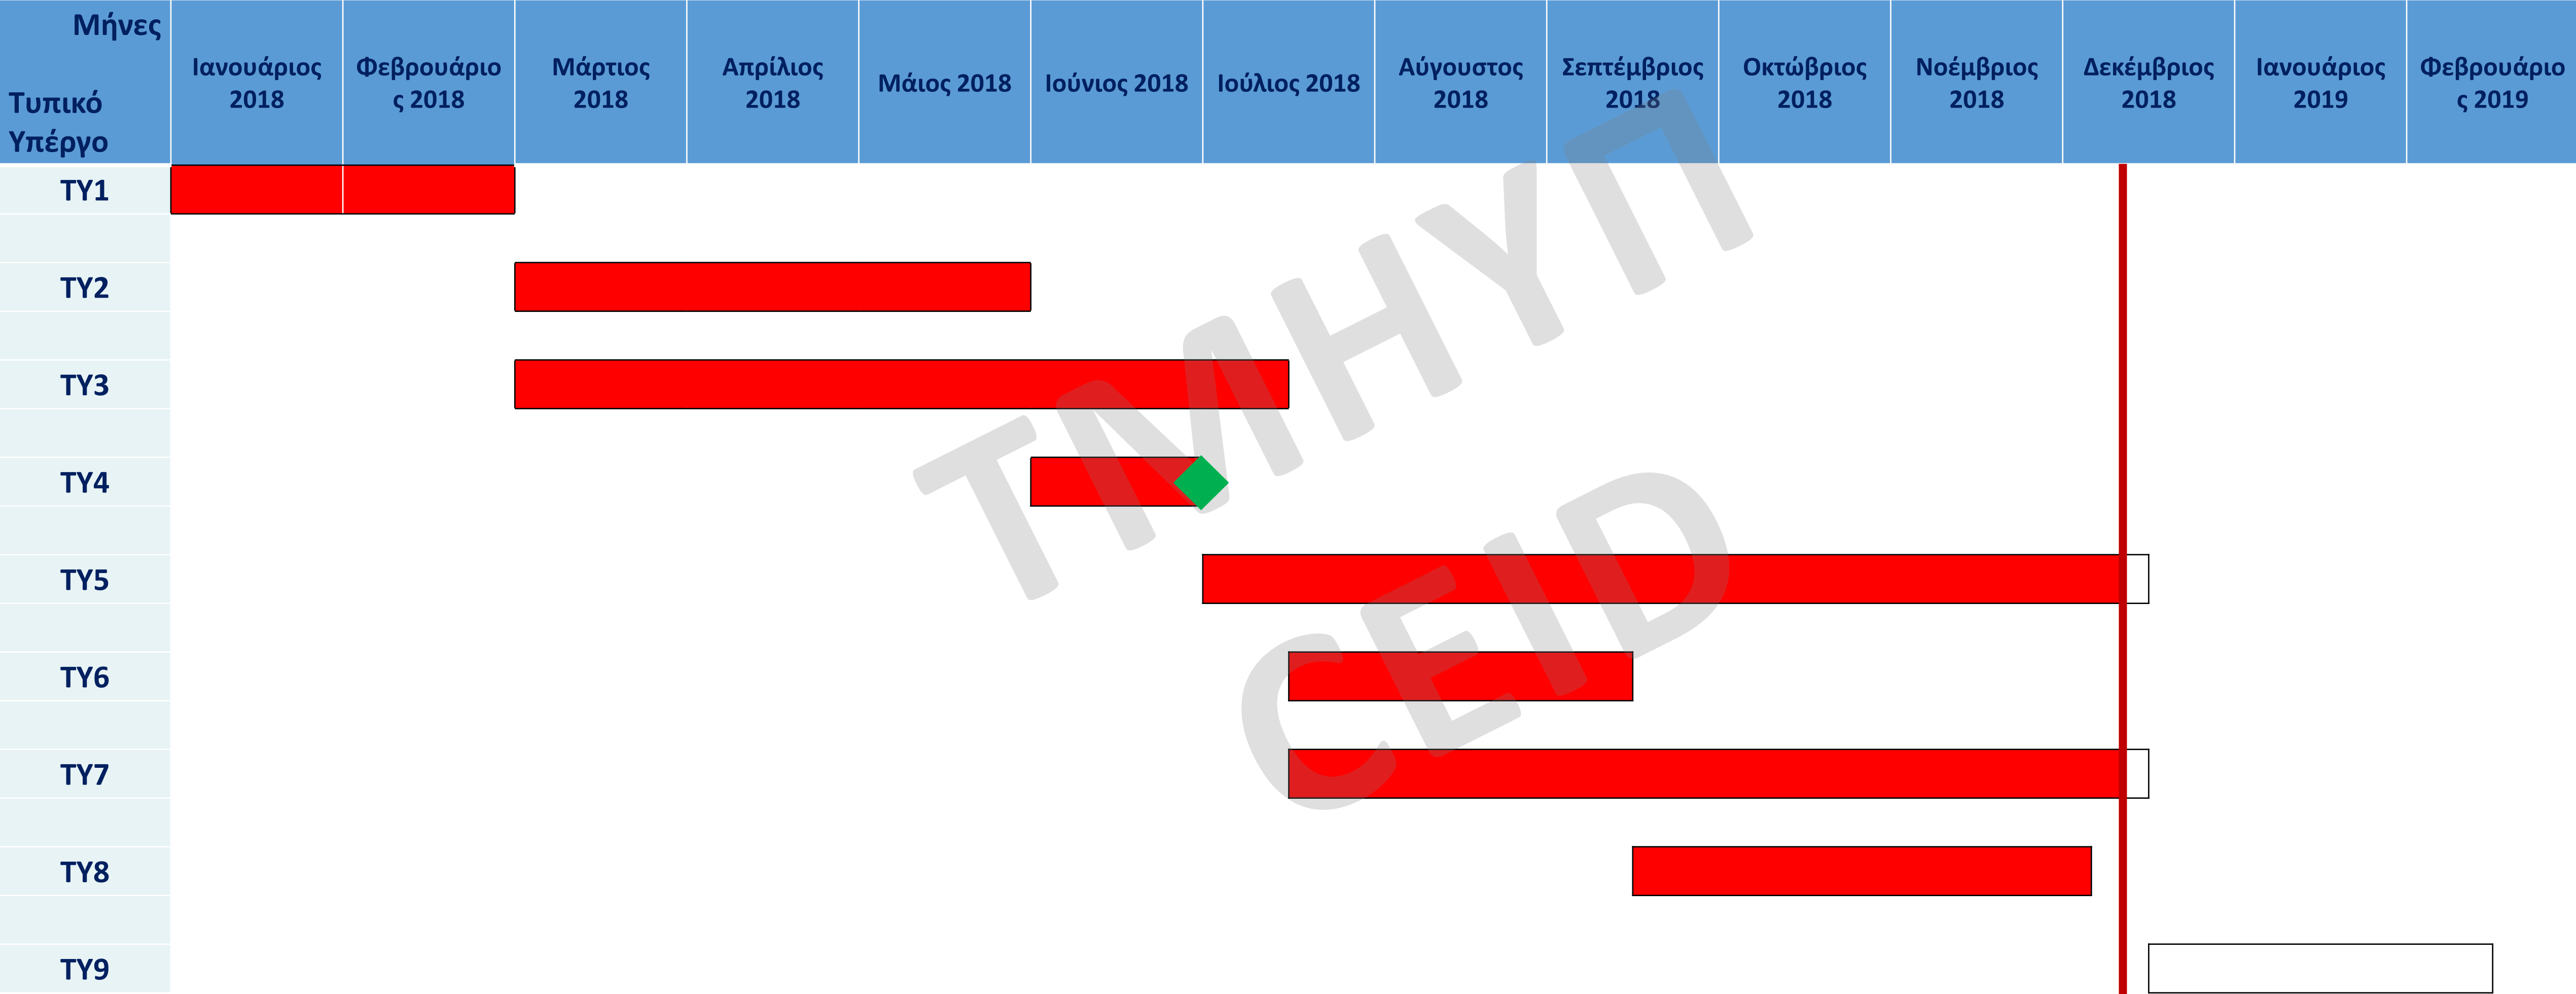 Μήνες
Τυπικό
Υπέργο
Ιανουάριος
2018
Φεβρουάριο
ς 2018
Μάρτιος
2018
Απρίλιος
2018
Μάιος 2018
Ιούνιος 2018
Ιούλιος 2018
Αύγουστος
2018
Σεπτέμβριος
2018
Οκτώβριος
2018
Νοέμβριος
2018
Δεκέμβριος
2018
Ιανουάριος
2019
Φεβρουάριο
ς 2019
ΤΥ1
ΤΥ2
ΤΥ3
ΤΥ4
ΤΥ5
ΤΥ6
ΤΥ7
ΤΥ8
ΤΥ9
ΤΜΗΥΠ
CEID